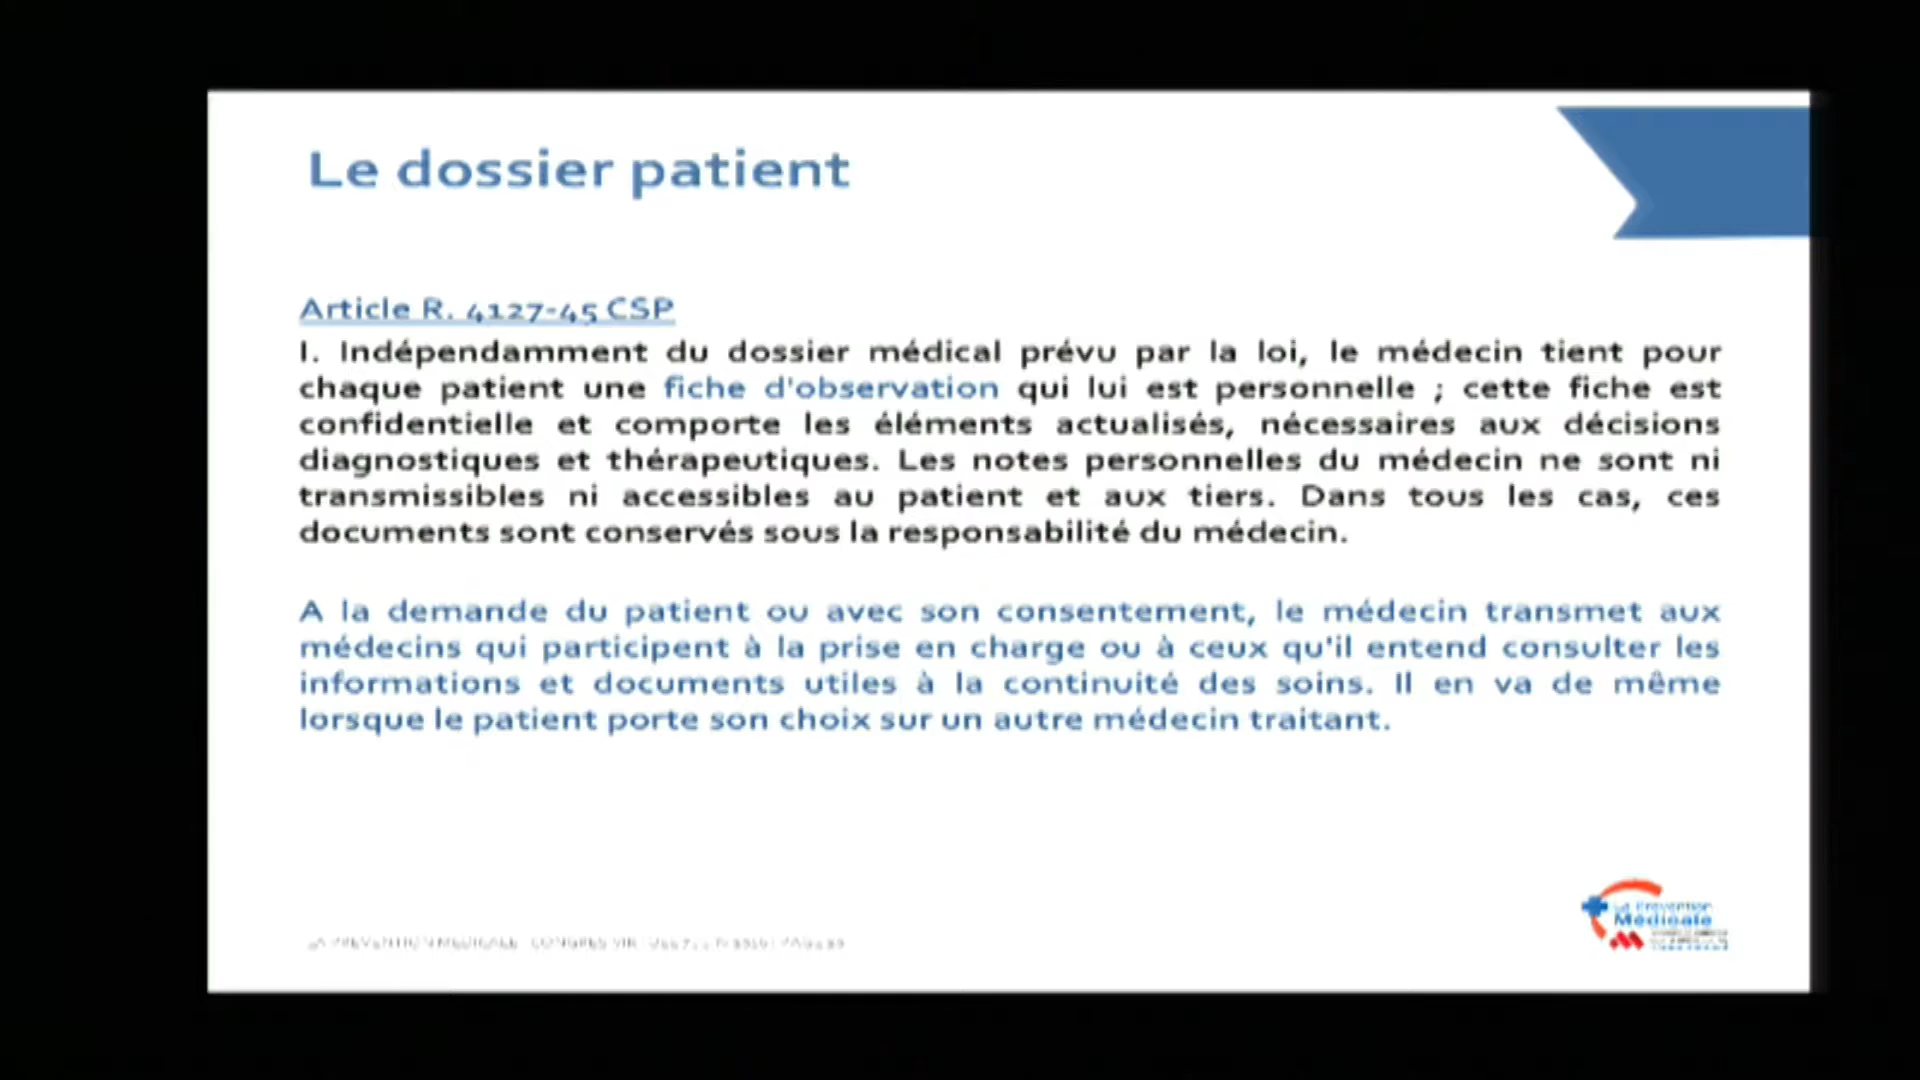 Le dossier patient
Article R. 4127-45 CSP
I. Indépendamment du dossier médical prévu par la loi, le médecin tient pour
chaque patient une fiche d'observation qui lui est personnelle ; cette fiche est
confidentielle et comporte les éléments actualisés, nécessaires aux décisions
diagnostiques et thérapeutiques. Les notes personnelles du médecin ne sont ni
transmissibles ni accessibles au patient et aux tiers. Dans tous les cas, ces
documents sont conservés sous la responsabilité du médecin.
A la demande du patient ou avec son consentement, le médecin transmet aux
médecins qui participent à la prise en charge ou à ceux qu'il entend consulter les
informations et documents utiles à la continuité des soins. Il en va de même
lorsque le patient porte son choix sur un autre médecin traitant.
La Prévention
Médicale
LA PREVENTION MEDICALE